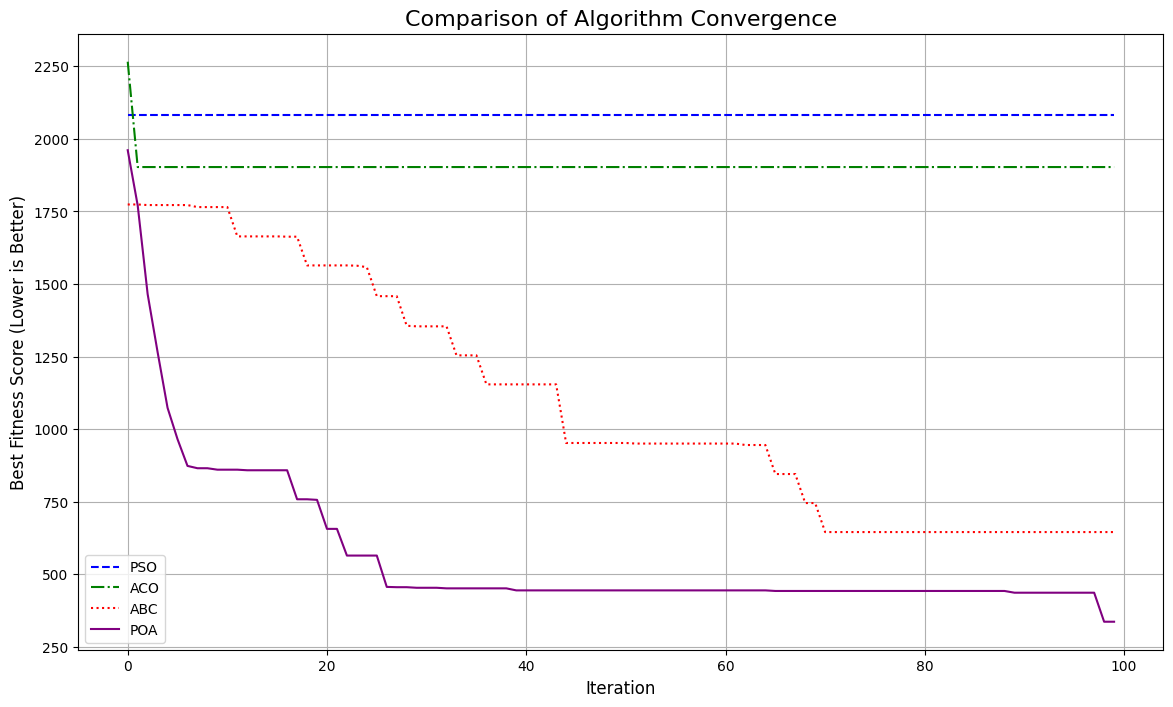 Comparison of Algorithm Convergence
Best Fitness Score (Lower is Better)
2250
2000
1750
1500
1250
1000
750
500
250
PSO
ACO
ABC
POA
0
20
40
60
80
100
Iteration